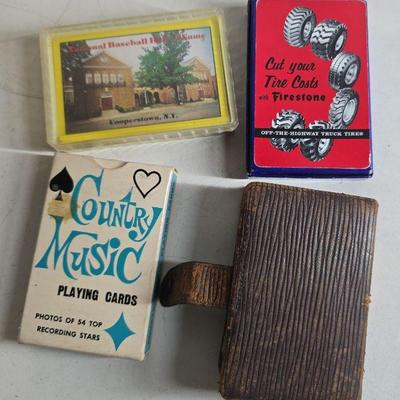 National Baseball Hall of Fame
Cooperstown, N.Y.
Cut your
Tire Costs
with Firestone
OFF-THE-HIGHWAY TRUCK TIRES
Country
Music
PLAYING CARDS
PHOTOS OF 54 TOP
RECORDING STARS